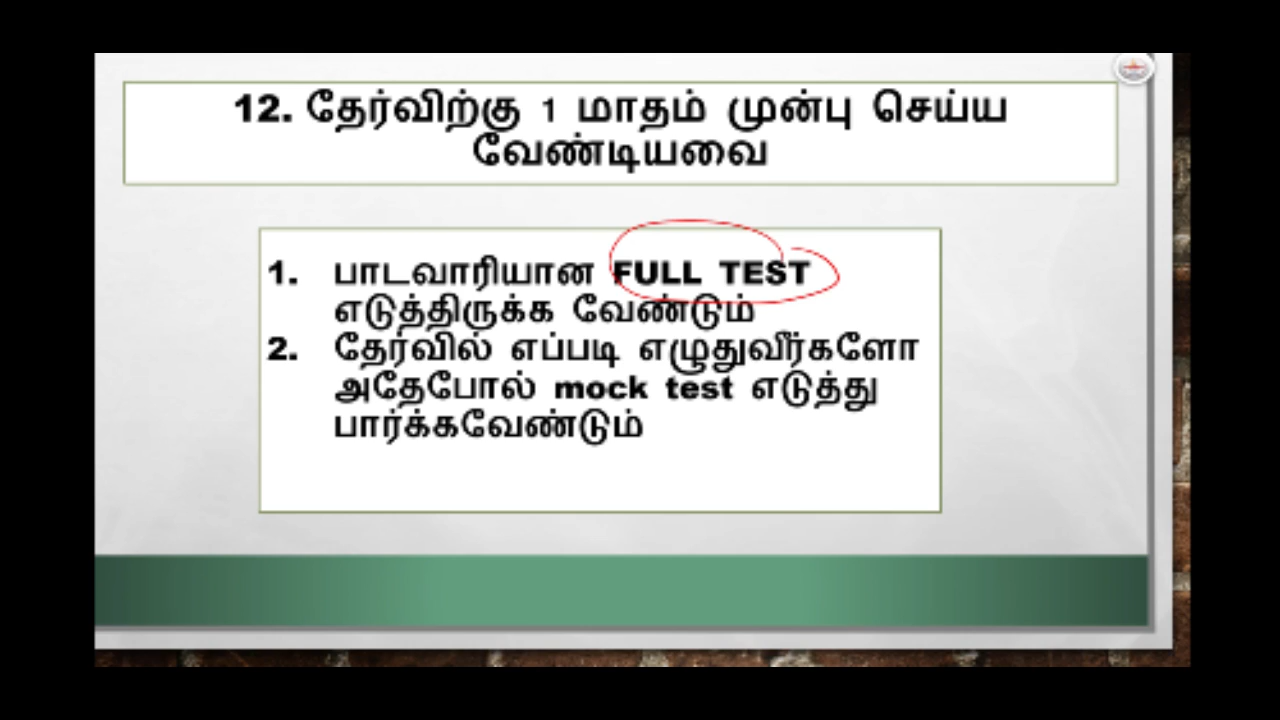 12. தேர்விற்கு 1 மாதம் முன்பு செய்ய
வேண்டியவை
1. பாடவாரியான FULL TEST
எடுத்திருக்க வேண்டும்
2. தேர்வில் எப்படி எழுதுவீர்களோ
அதேபோல் mock test எடுத்து
பார்க்கவேண்டும்